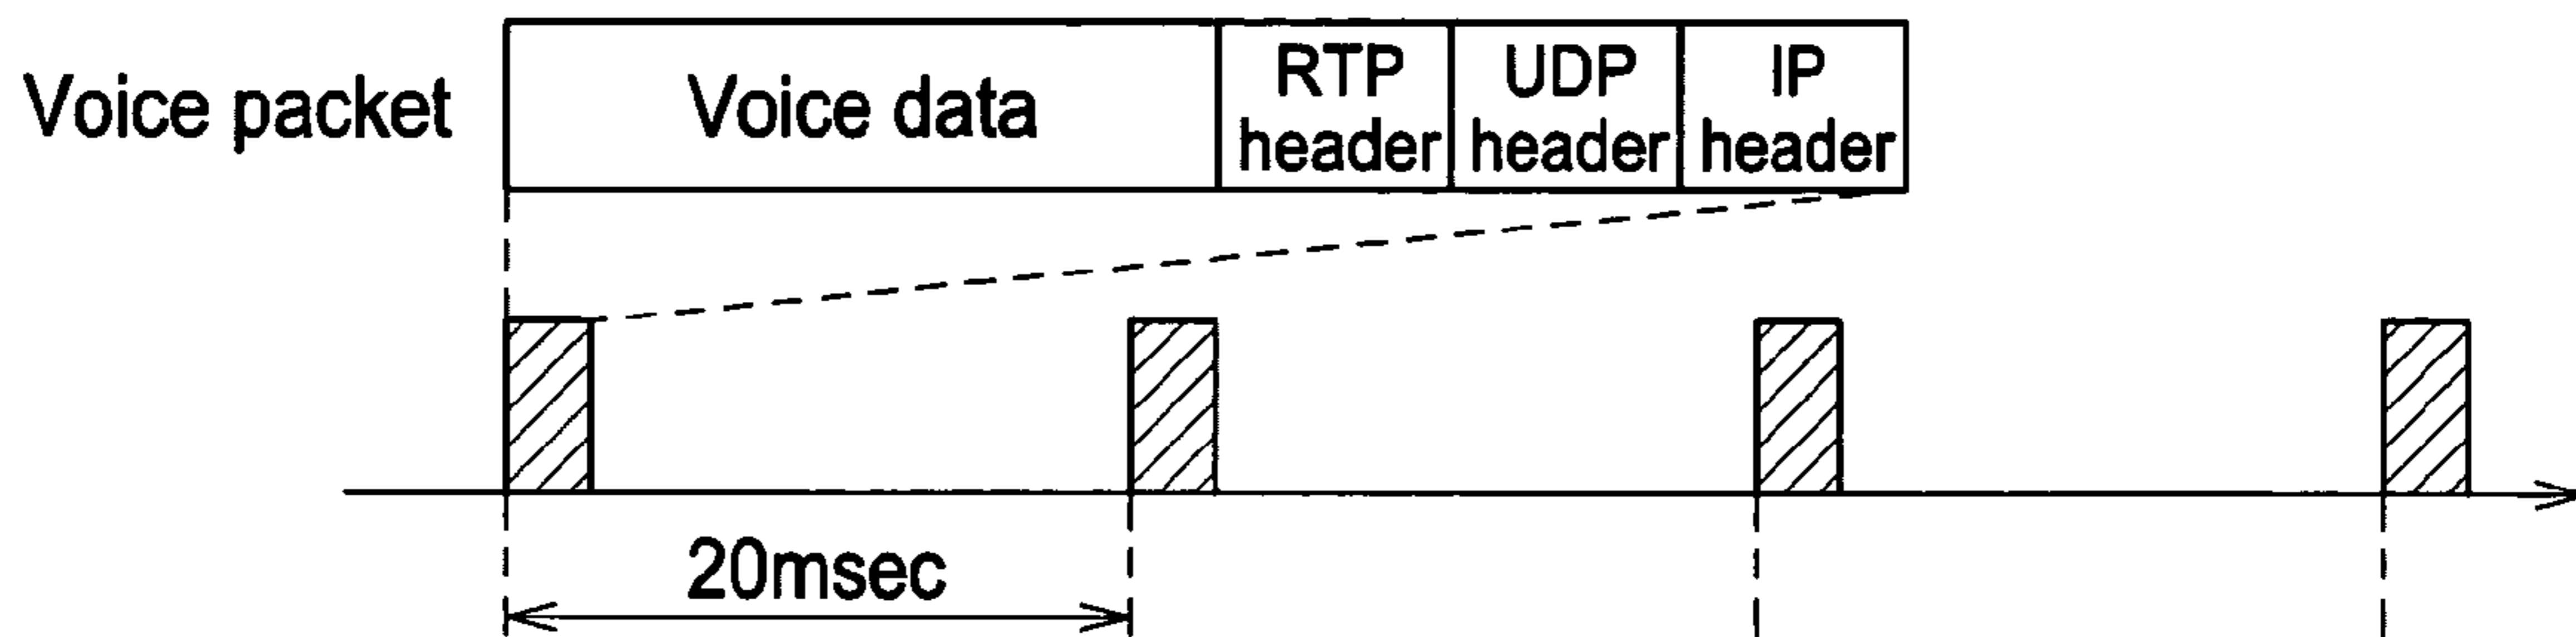 Voice packet
Voice data
RTP
header
UDP
header
IP
header
20msec